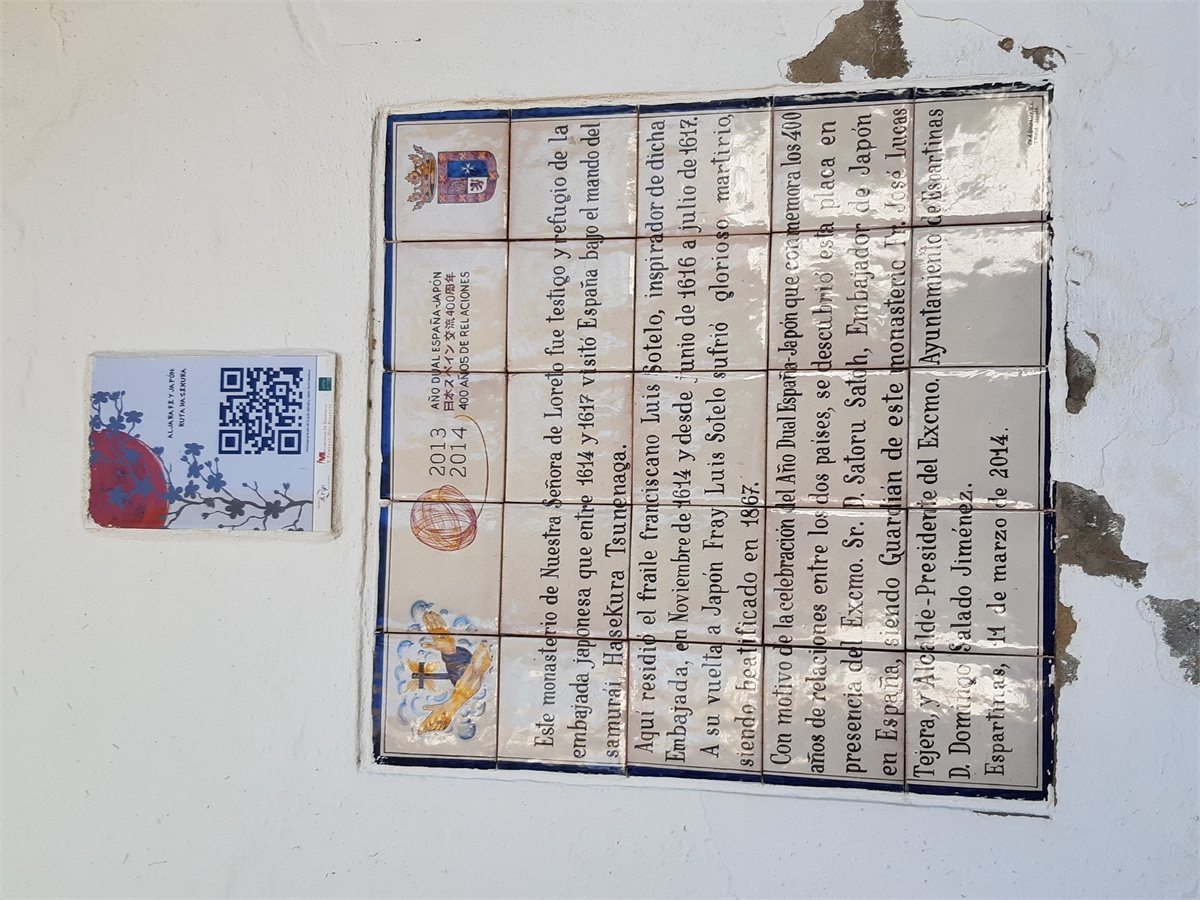 ALJARAFE Y JAPÓN:
RUTA HASEKURA
2013
2014
AÑO DUAL ESPAÑA-JAPÓN
日本スペイン交流400周年
400 AÑOS DE RELACIONES
Este monasterio de Nuestra Señora de Loreto fue testigo y refugio de la
embajada japonesa que entre 1614 y 1617 visitó España bajo el mando del
samurái HaseKura Tsunenaga.
Aquí residió el fraile franciscano Luis Sotelo, inspirador de dicha
Embajada, en Noviembre de 1614 y desde junio de 1616 a julio de 1617.
A su vuelta a Japón Fray Luis Sotelo sufrió glorioso martirio,
siendo beatificado en 1867.
Con motivo de la celebración del Año Dual España-Japón que conmemora los 400
años de relaciones entre los dos países, se descubrió esta placa en
presencia del Excmo. Sr. D. Satoru Satoh, Embajador de Japón
en España, siendo Guardián de este monasterio Fr. José Lucas
Tejera, y Alcalde-Presidente del Excmo. Ayuntamiento de Espartinas
D. Domingo Salado Jiménez.
Espartinas, 11 de marzo de 2014.